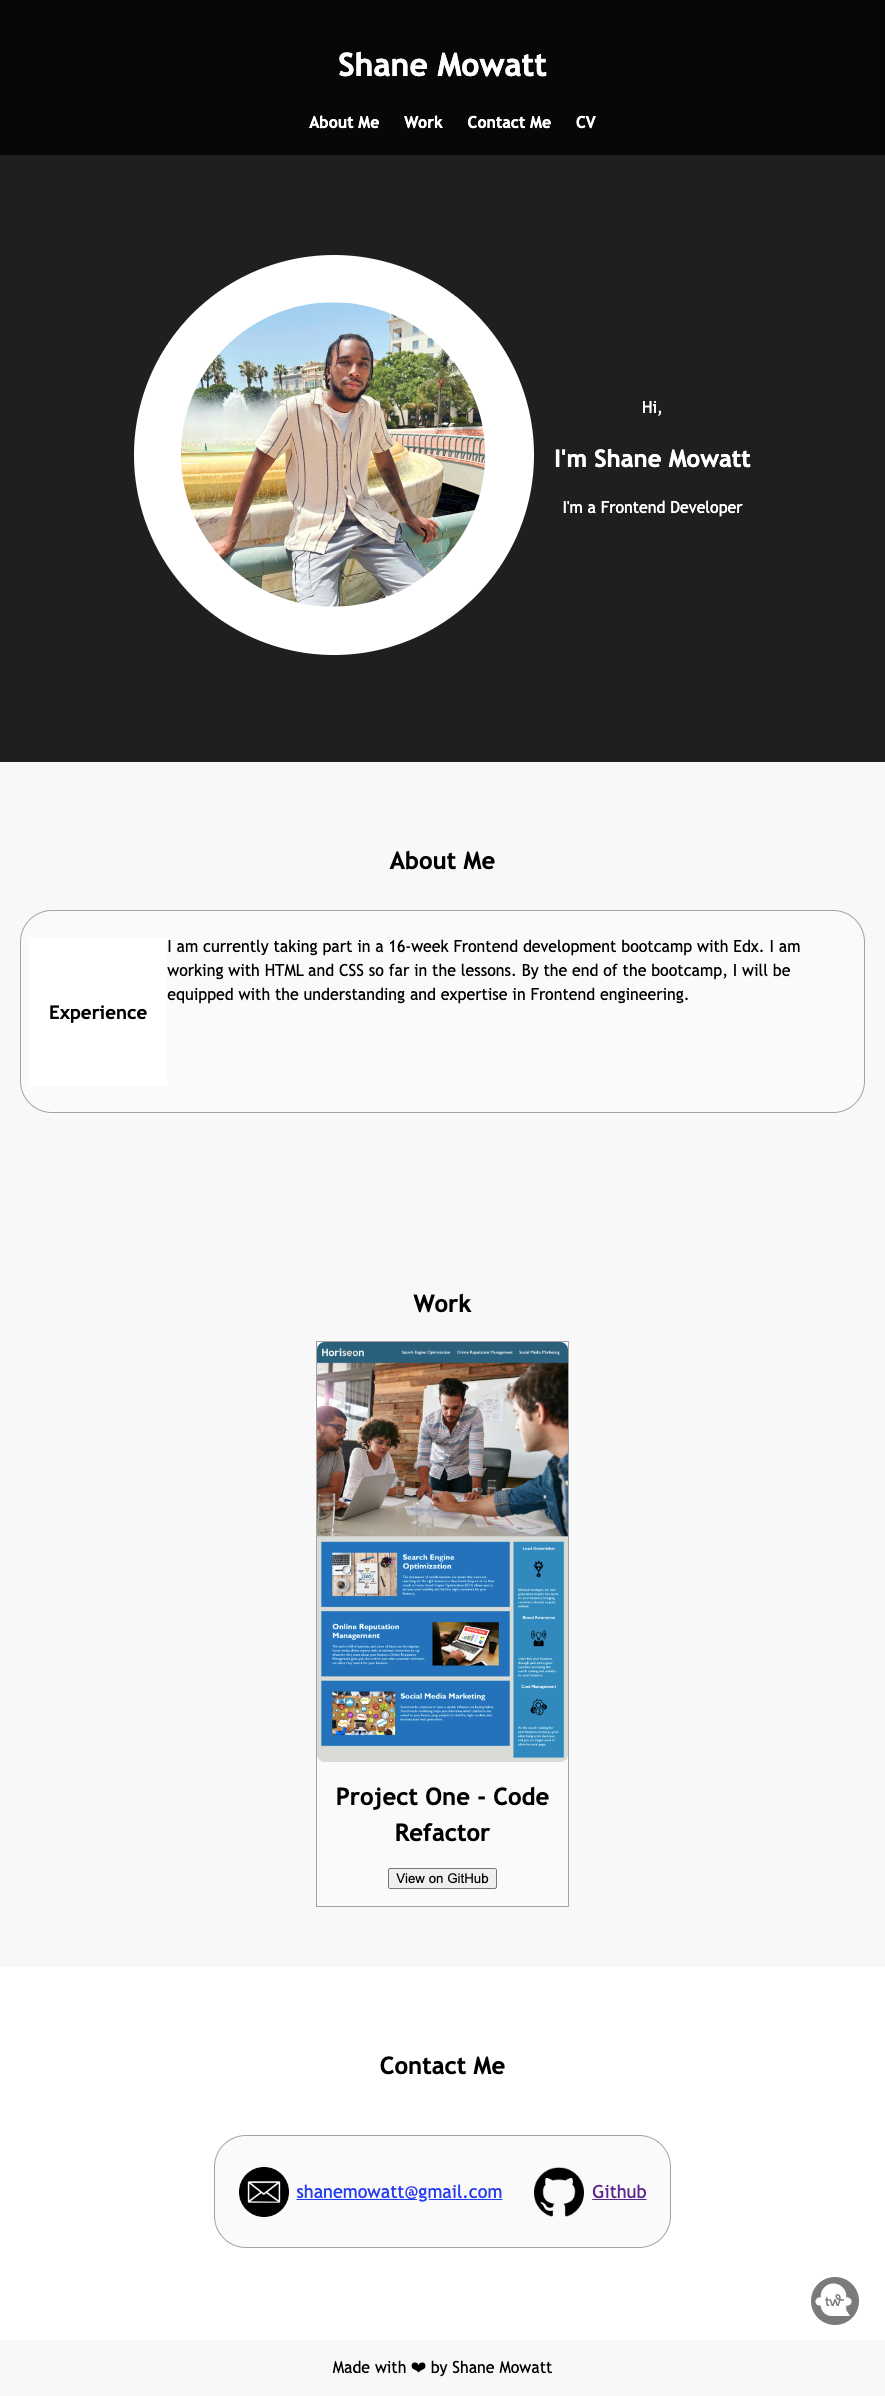 Shane Mowatt
About Me Work Contact Me CV
Hi,
I'm Shane Mowatt
I'm a Frontend Developer
About Me
Experience
I am currently taking part in a 16-week Frontend development bootcamp with Edx. I am
working with HTML and CSS so far in the lessons. By the end of the bootcamp, I will be
equipped with the understanding and expertise in Frontend engineering.
Work
Horiseon
Search Engine Optimization Online Reputation Management Social Media Marketing
Search Engine
Optimization
Online Reputation
Management
Social Media Marketing
Lead Generation
Brand Awareness
Cost Management
Project One - Code
Refactor
View on GitHub
Contact Me
shanemowatt@gmail.com Github
Made with ❤ by Shane Mowatt